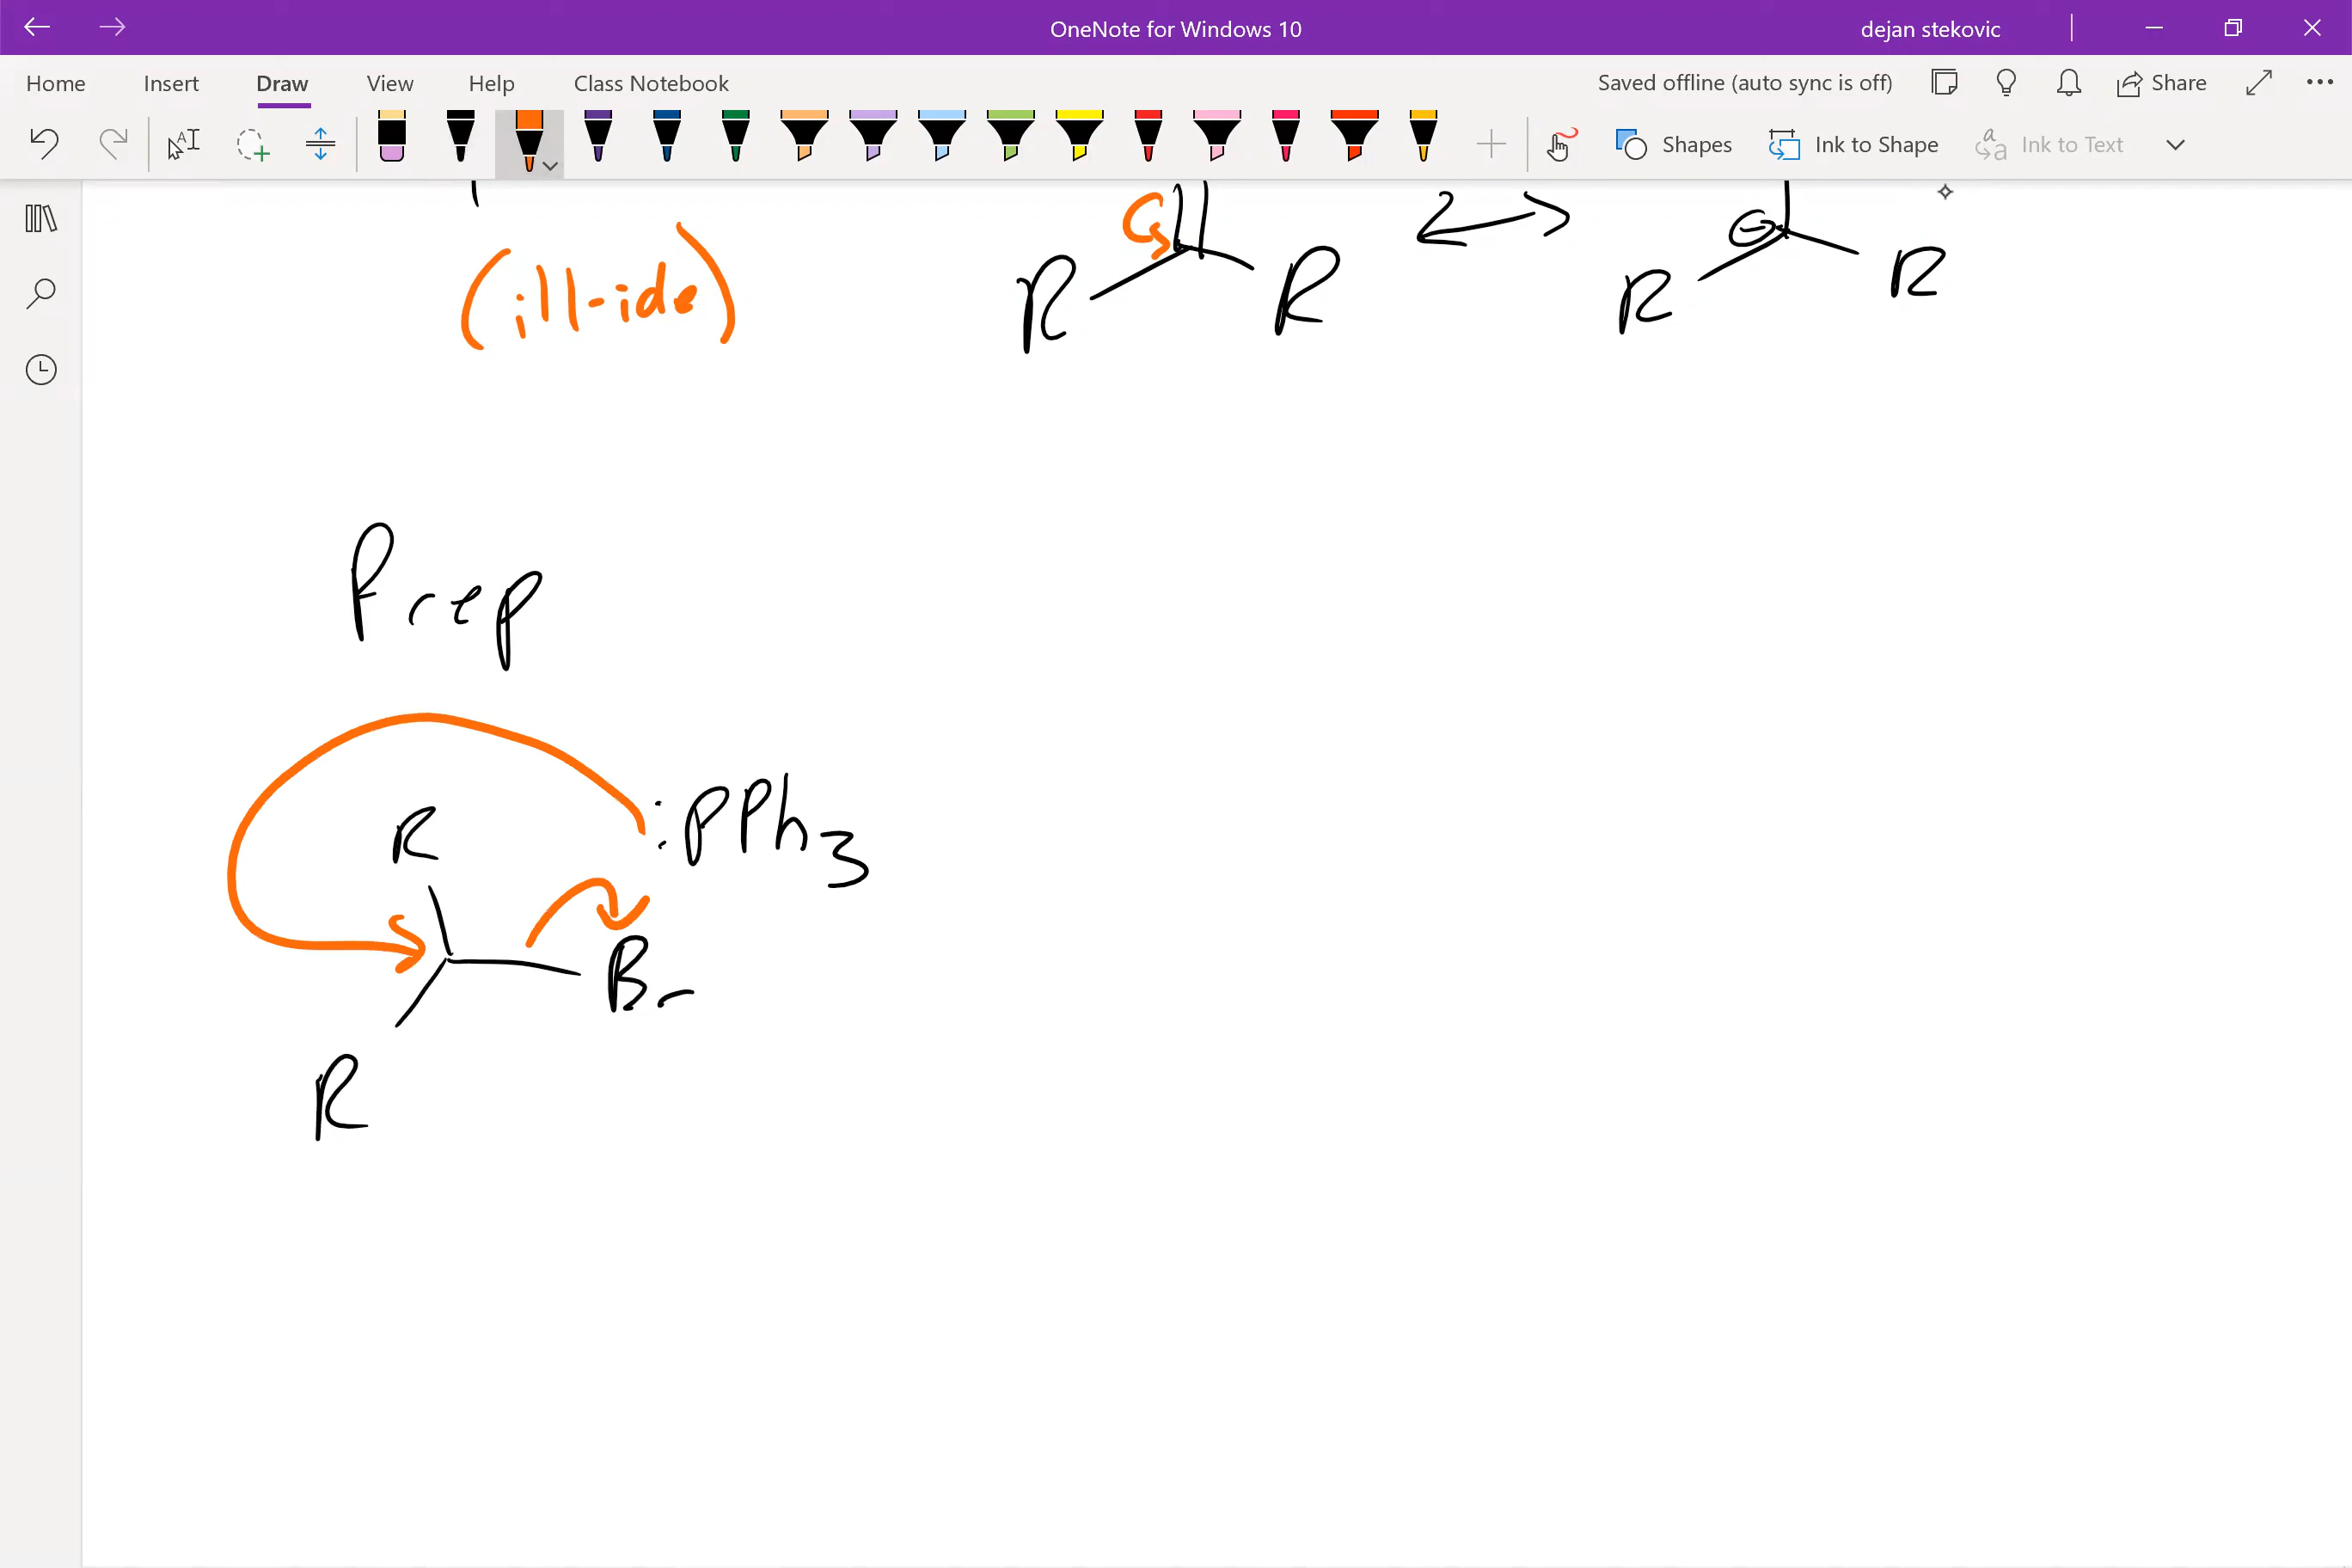 OneNote for Windows 10
dejan stekovic
Home Insert Draw View Help Class Notebook
Saved offline (auto sync is off) Share
Shapes Ink to Shape Ink to Text
(ill-ide)
R R
R R
Prep
:PPh3
R
Br
R